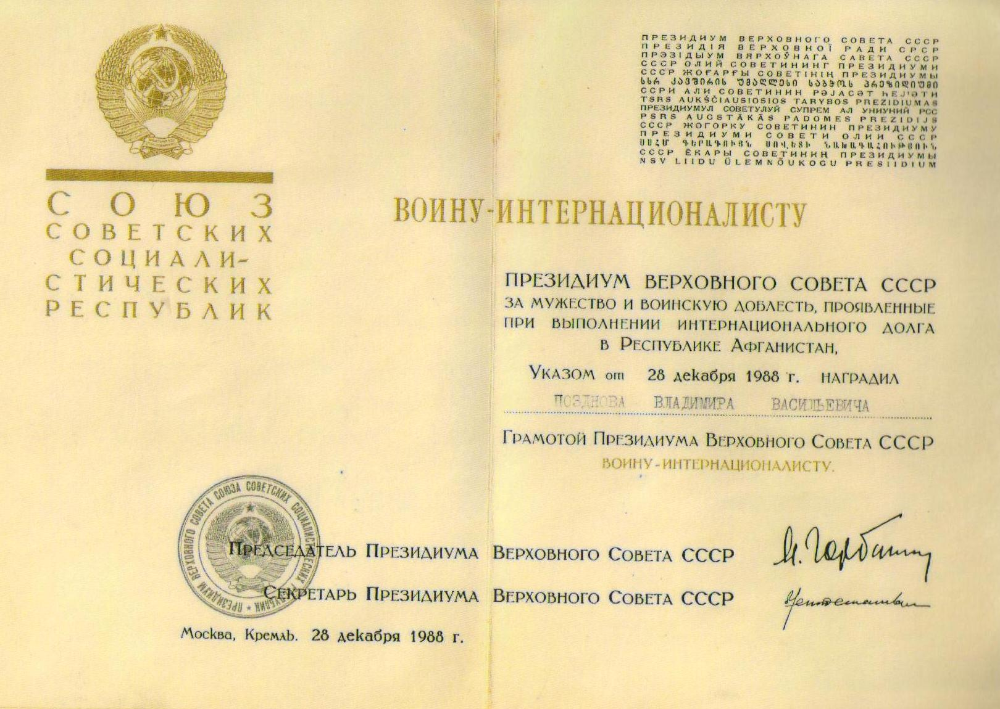 СОЮЗ
СОВЕТСКИХ
СОЦИАЛИ-
СТИЧЕСКИХ
РЕСПУБЛИК
ПРЕЗИДИУМ ВЕРХОВНОГО СОВЕТА СССР
ПРЕЗИДІЯ ВЕРХОВНОЇ РАДИ СРСР
ПРЭЗІДЫУМ ВЯРХОЎНАГА САВЕТА СССР
СССР ОЛИЙ СОВЕТИНИНГ ПРЕЗИДИУМИ
СССР ЖОҒАРҒЫ СОВЕТІНІҢ ПРЕЗИДИУМЫ
სსრ კავშირის უმაღლესი საბჭოს პრეზიდიუმი
ССРИ АЛИ СОВЕТИНИН РӘЈАСӘТ ҺЕЈ'ӘТИ
TSRS AUKŠČIAUSIOSIOS TARYBOS PREZIDIUMAS
ПРЕЗИДИУМУЛ СОВЕТУЛУЙ СУПРЕМ АЛ УНИУНИЙ РСС
PSRS AUGSTĀKĀS PADOMES PREZIDIJS
СССР ЖОГОРКУ СОВЕТИНИН ПРЕЗИДИУМУ
ПРЕЗИДИУМИ СОВЕТИ ОЛИИ СССР
ՍՍՀՄ ԳԵՐԱԳՈՒՅՆ ՍՈՎԵՏԻ ՆԱԽԱԳԱՀՈՒԹՅՈՒՆ
СССР ЁКАРЫ СОВЕТИНИҢ ПРЕЗИДИУМЫ
NSV LIIDU ÜLEMNÕUKOGU PRESIIDIUM
ВОИНУ-ИНТЕРНАЦИОНАЛИСТУ
ПРЕЗИДИУМ ВЕРХОВНОГО СОВЕТА СССР
ЗА МУЖЕСТВО И ВОИНСКУЮ ДОБЛЕСТЬ, ПРОЯВЛЕННЫЕ
ПРИ ВЫПОЛНЕНИИ ИНТЕРНАЦИОНАЛЬНОГО ДОЛГА
В РЕСПУБЛИКЕ АФГАНИСТАН,
УКАЗОМ от 28 декабря 1988 г. НАГРАДИЛ
ПОЗДНОВА ВЛАДИМИРА ВАСИЛЬЕВИЧА
ГРАМОТОЙ ПРЕЗИДИУМА ВЕРХОВНОГО СОВЕТА СССР
ВОИНУ-ИНТЕРНАЦИОНАЛИСТУ.
ПРЕЗИДИУМ ВЕРХОВНОГО СОВЕТА СОЮЗА СОВЕТСКИХ СОЦИАЛИСТИЧЕСКИХ РЕСПУБЛИК
ПРЕДСЕДАТЕЛЬ ПРЕЗИДИУМА ВЕРХОВНОГО СОВЕТА СССР
СЕКРЕТАРЬ ПРЕЗИДИУМА ВЕРХОВНОГО СОВЕТА СССР
Москва, Кремль. 28 декабря 1988 г.